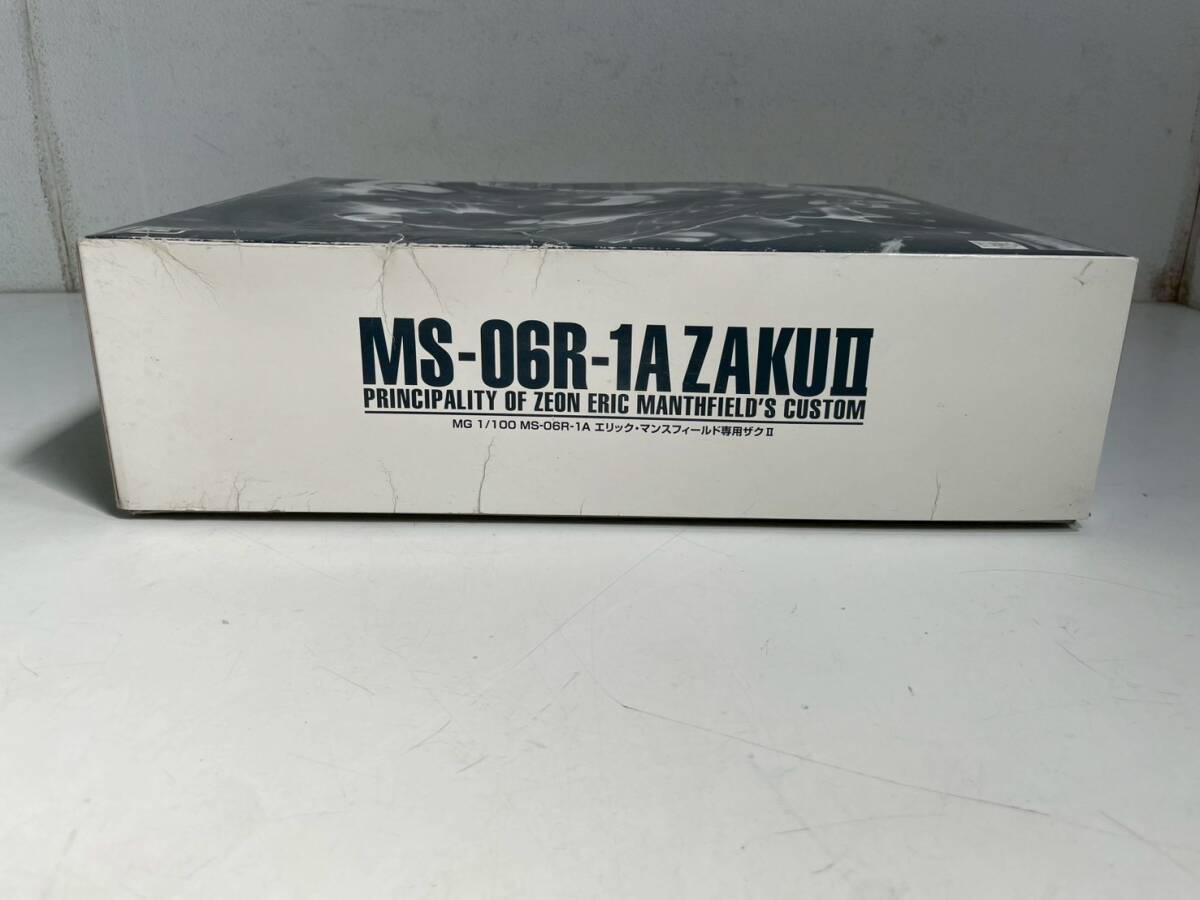 MS-06R-1A ZAKUⅡ
PRINCIPALITY OF ZEON ERIC MANTHFIELD'S CUSTOM
MG 1/100 MS-06R-1A エリック・マンスフィールド専用ザクⅡ